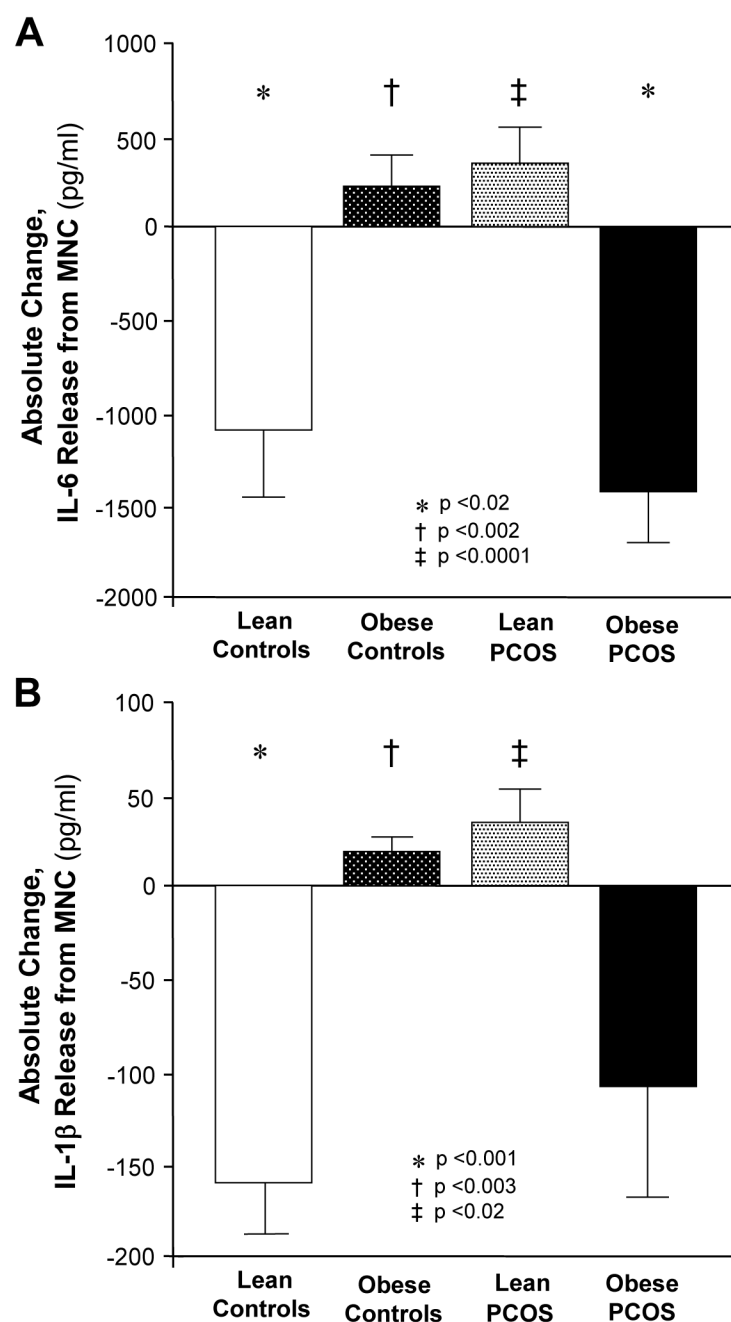 A
Absolute Change,
IL-6 Release from MNC (pg/ml)
1000
500
0
-500
-1000
-1500
-2000
* † ‡ *
* p <0.02
† p <0.002
‡ p <0.0001
Lean Controls
Obese Controls
Lean PCOS
Obese PCOS
B
Absolute Change,
IL-1β Release from MNC (pg/ml)
100
50
0
-50
-100
-150
-200
* † ‡
* p <0.001
† p <0.003
‡ p <0.02
Lean Controls
Obese Controls
Lean PCOS
Obese PCOS